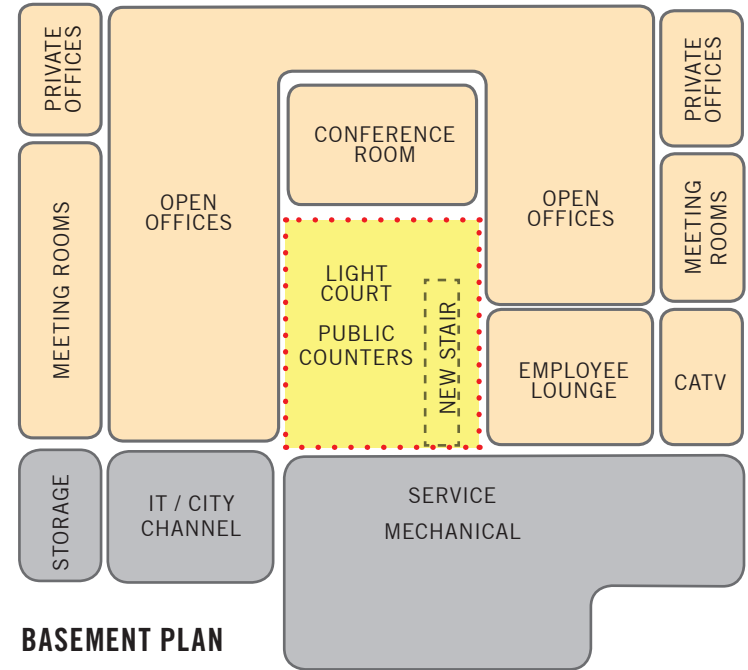 PRIVATE
OFFICES
PRIVATE
OFFICES
CONFERENCE
ROOM
OPEN
OFFICES
OPEN
OFFICES
MEETING ROOMS
MEETING
ROOMS
LIGHT
COURT
PUBLIC
COUNTERS
NEW STAIR
EMPLOYEE
LOUNGE
CATV
STORAGE
IT / CITY
CHANNEL
SERVICE
MECHANICAL
BASEMENT PLAN